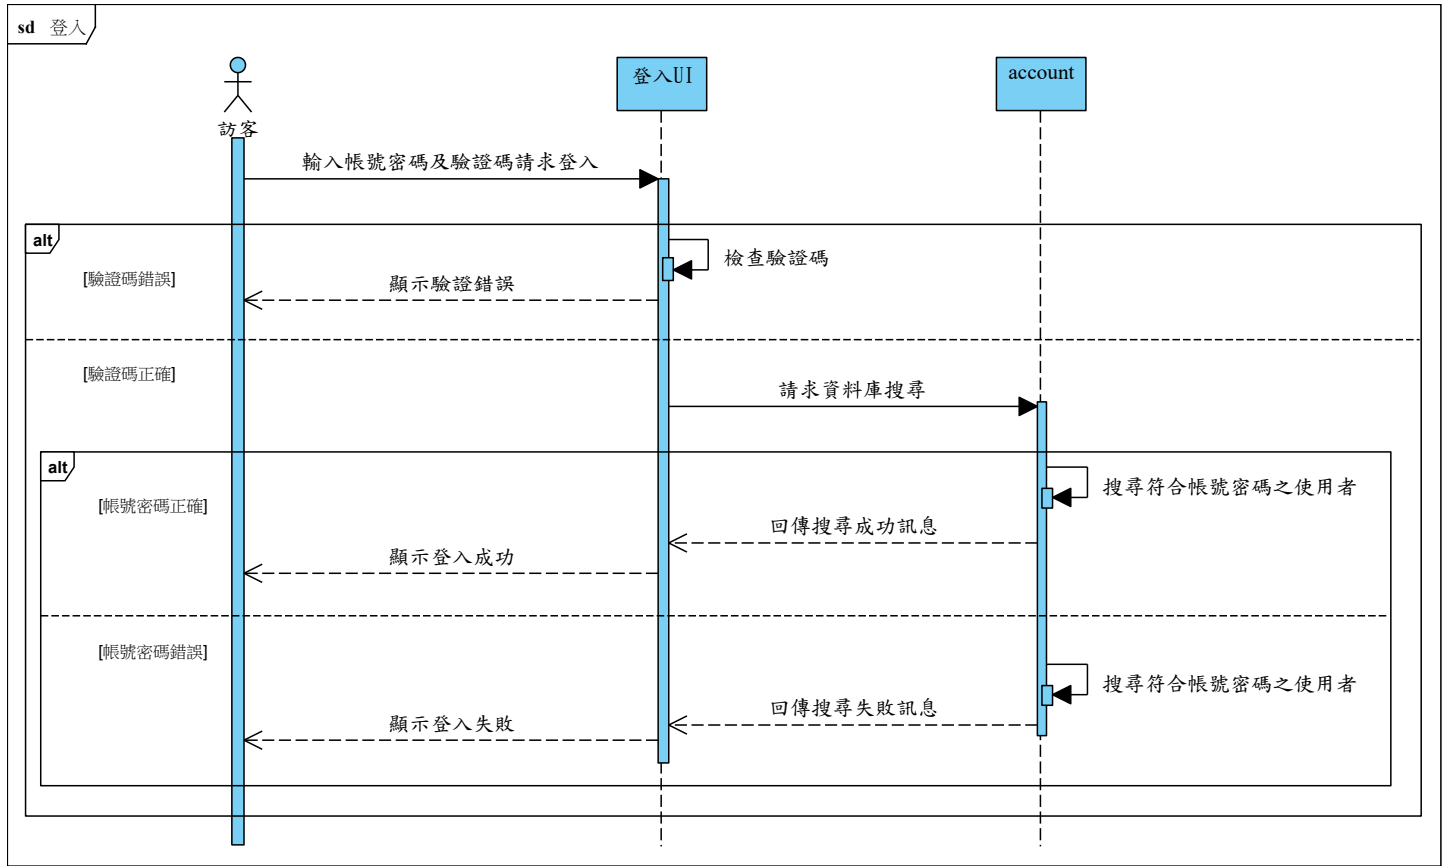 sd 登入
訪客
登入UI
account
輸入帳號密碼及驗證碼請求登入
alt
檢查驗證碼
[驗證碼錯誤]
顯示驗證錯誤
[驗證碼正確]
請求資料庫搜尋
alt
搜尋符合帳號密碼之使用者
[帳號密碼正確]
回傳搜尋成功訊息
顯示登入成功
[帳號密碼錯誤]
搜尋符合帳號密碼之使用者
回傳搜尋失敗訊息
顯示登入失敗